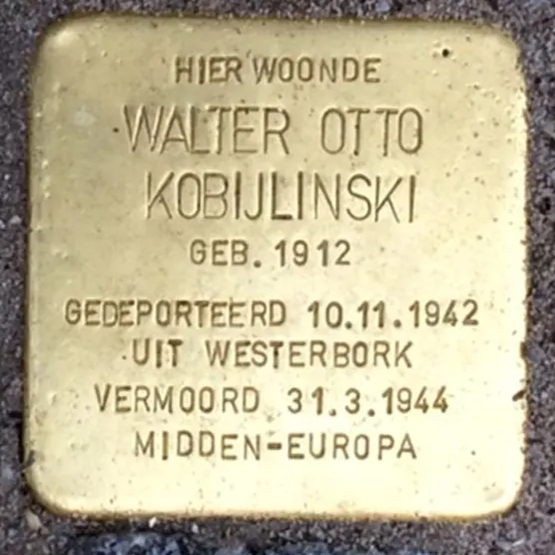 HIER WOONDE
WALTER OTTO
KOBIJLINSKI
GEB. 1912
GEDEPORTEERD 10.11.1942
UIT WESTERBORK
VERMOORD 31.3.1944
MIDDEN-EUROPA